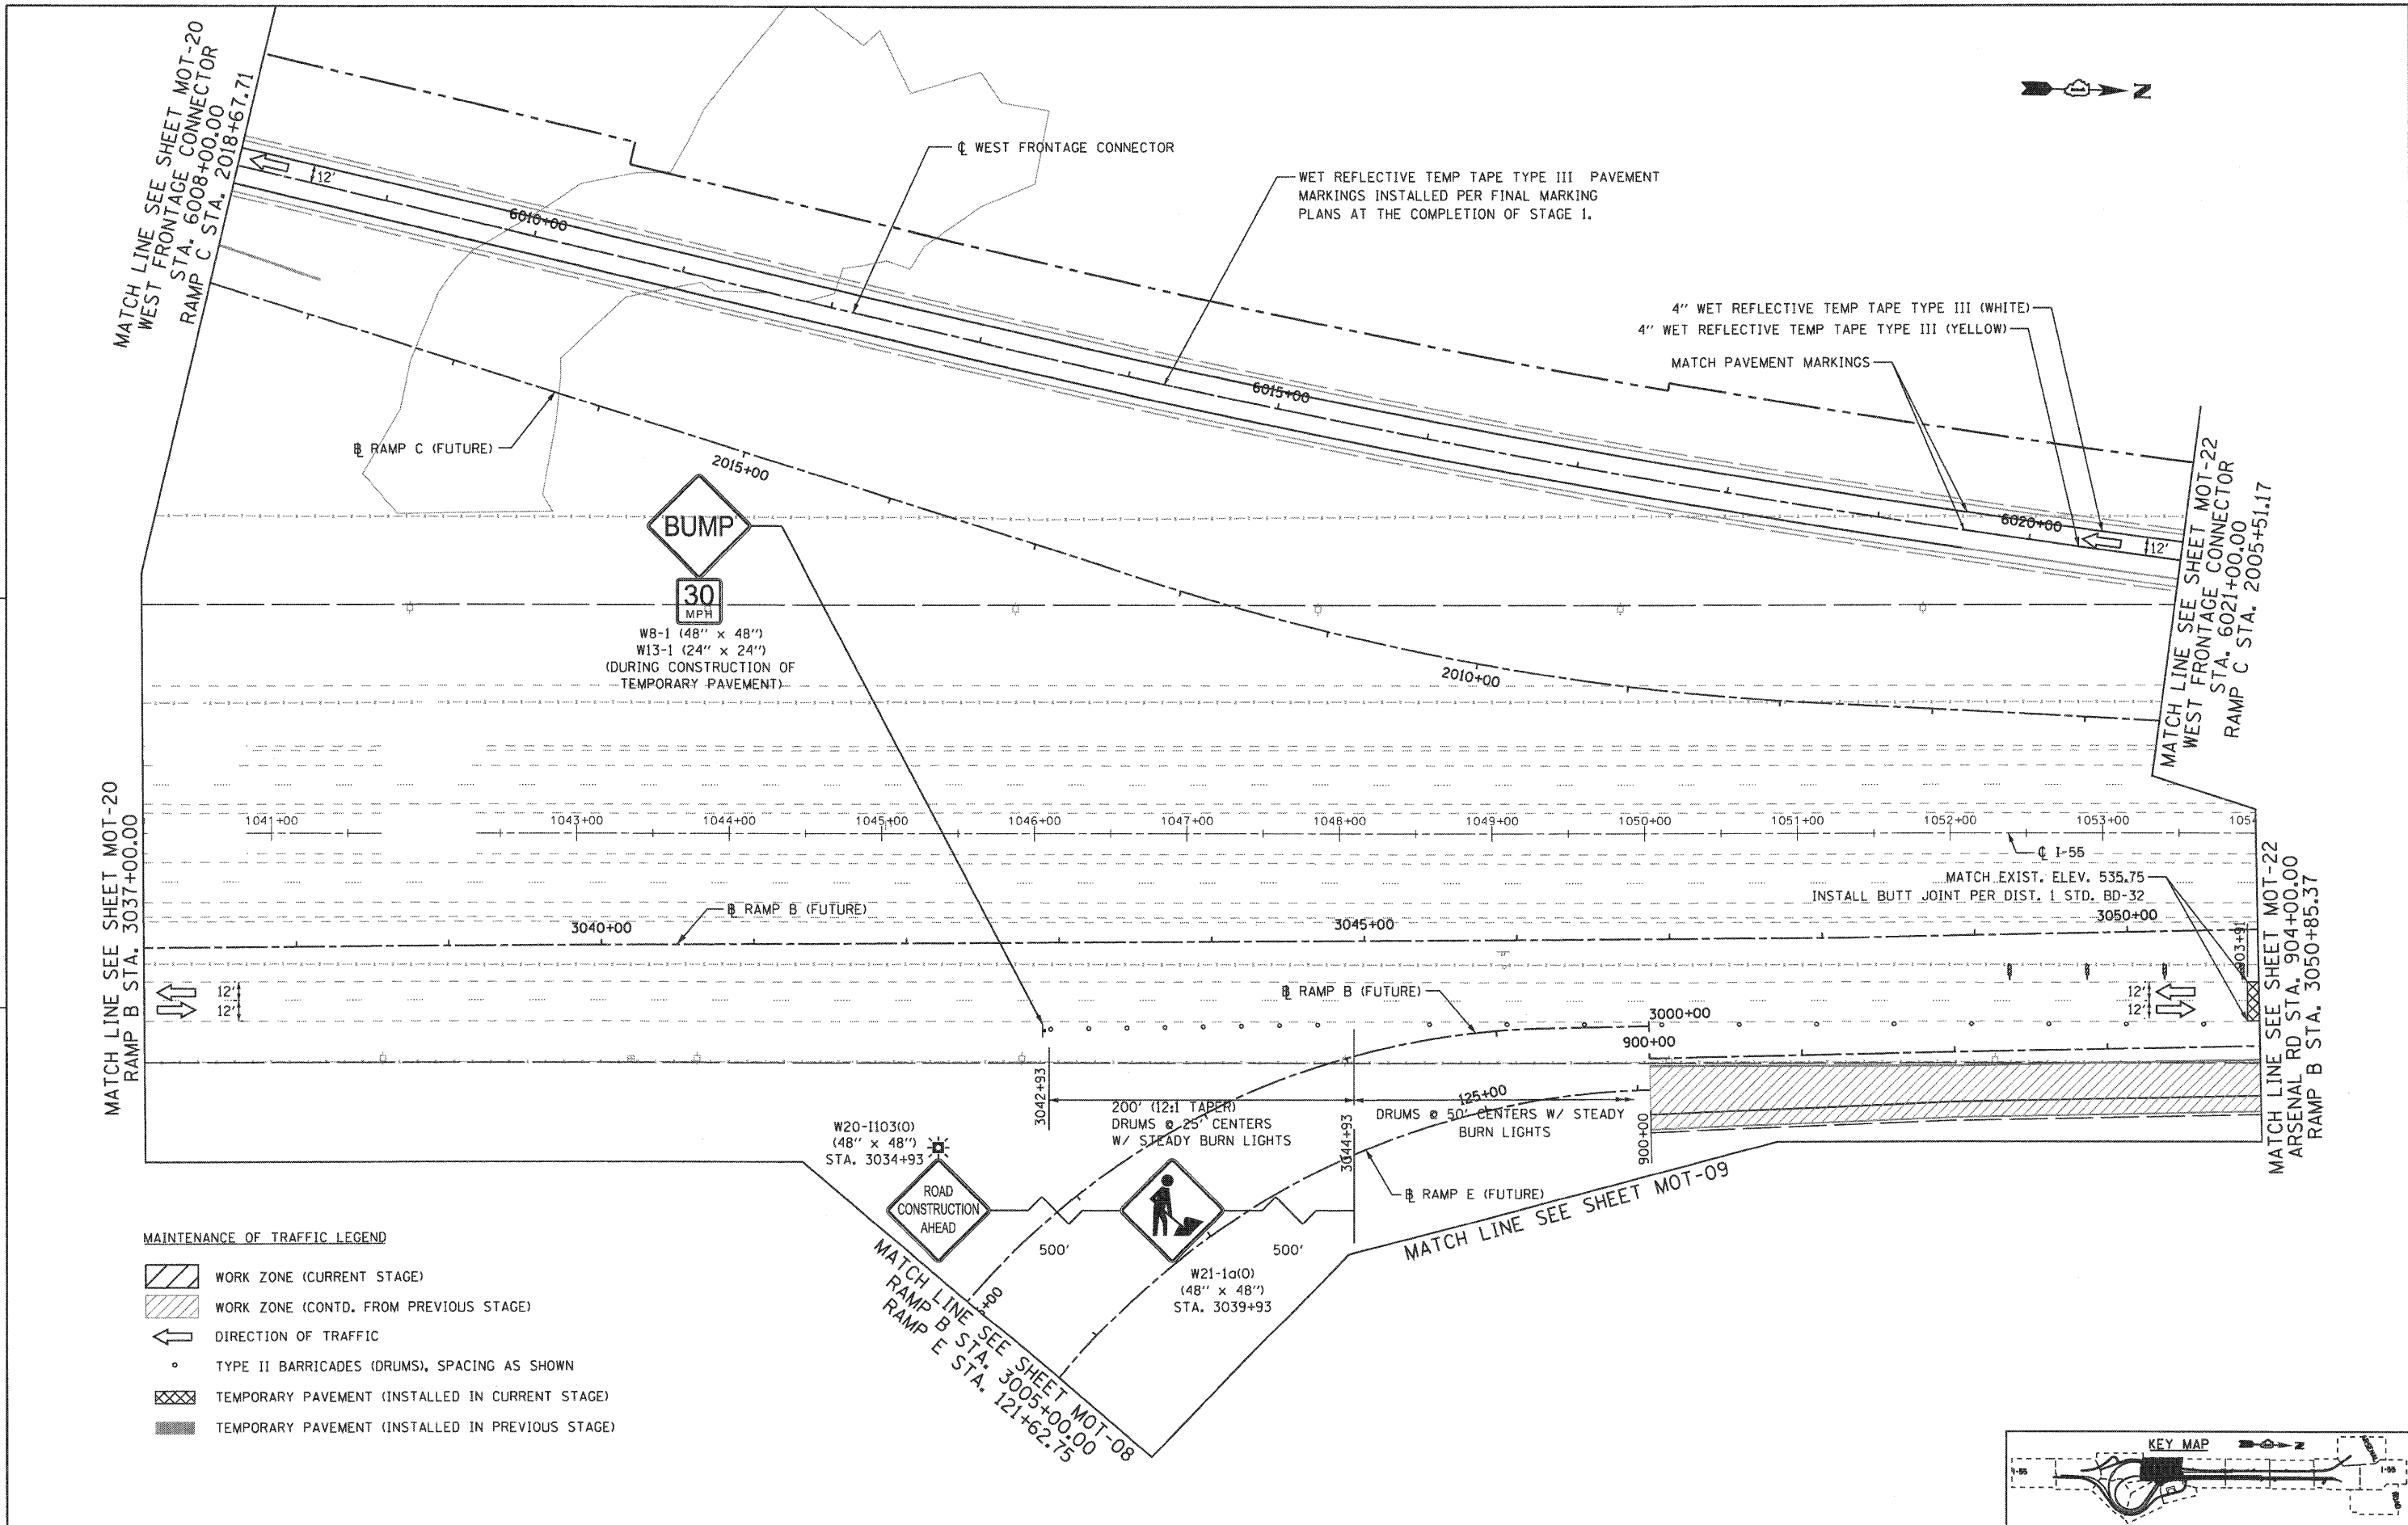 MATCH LINE SEE SHEET MOT-20
WEST FRONTAGE CONNECTOR
STA. 6008+00.00
RAMP C STA. 2018+67.71
N
℄ WEST FRONTAGE CONNECTOR
WET REFLECTIVE TEMP TAPE TYPE III PAVEMENT
MARKINGS INSTALLED PER FINAL MARKING
PLANS AT THE COMPLETION OF STAGE 1.
12'
6010+00
4" WET REFLECTIVE TEMP TAPE TYPE III (WHITE)
4" WET REFLECTIVE TEMP TAPE TYPE III (YELLOW)
MATCH PAVEMENT MARKINGS
6015+00
6020+00
12'
MATCH LINE SEE SHEET MOT-22
WEST FRONTAGE CONNECTOR
STA. 6021+00.00
RAMP C STA. 2005+51.17
B RAMP C (FUTURE)
2015+00
BUMP
30
MPH
W8-1 (48" x 48")
W13-1 (24" x 24")
(DURING CONSTRUCTION OF
TEMPORARY PAVEMENT)
2010+00
MATCH LINE SEE SHEET MOT-20
RAMP B STA. 3037+00.00
1041+00
1043+00
1044+00
1045+00
1046+00
1047+00
1048+00
1049+00
1050+00
1051+00
1052+00
1053+00
1054
℄ I-55
MATCH EXIST. ELEV. 535.75
INSTALL BUTT JOINT PER DIST. 1 STD. BD-32
B RAMP B (FUTURE)
3040+00
3045+00
3050+00
903+93
12'
12'
B RAMP B (FUTURE)
12'
12'
3000+00
900+00
MATCH LINE SEE SHEET MOT-22
ARSENAL RD STA. 904+00.00
RAMP B STA. 3050+85.37
3042+93
200' (12:1 TAPER)
DRUMS @ 25' CENTERS
W/ STEADY BURN LIGHTS
3044+93
125+00
DRUMS @ 50' CENTERS W/ STEADY
BURN LIGHTS
900+00
W20-I103(O)
(48" x 48")
STA. 3034+93
ROAD
CONSTRUCTION
AHEAD
500'
500'
W21-1a(O)
(48" x 48")
STA. 3039+93
B RAMP E (FUTURE)
MATCH LINE SEE SHEET MOT-09
MATCH LINE SEE SHEET MOT-08
RAMP B STA. 3005+00.00
RAMP E STA. 121+62.75
MAINTENANCE OF TRAFFIC LEGEND
WORK ZONE (CURRENT STAGE)
WORK ZONE (CONTD. FROM PREVIOUS STAGE)
DIRECTION OF TRAFFIC
TYPE II BARRICADES (DRUMS), SPACING AS SHOWN
TEMPORARY PAVEMENT (INSTALLED IN CURRENT STAGE)
TEMPORARY PAVEMENT (INSTALLED IN PREVIOUS STAGE)
KEY MAP
N
I-55
I-55